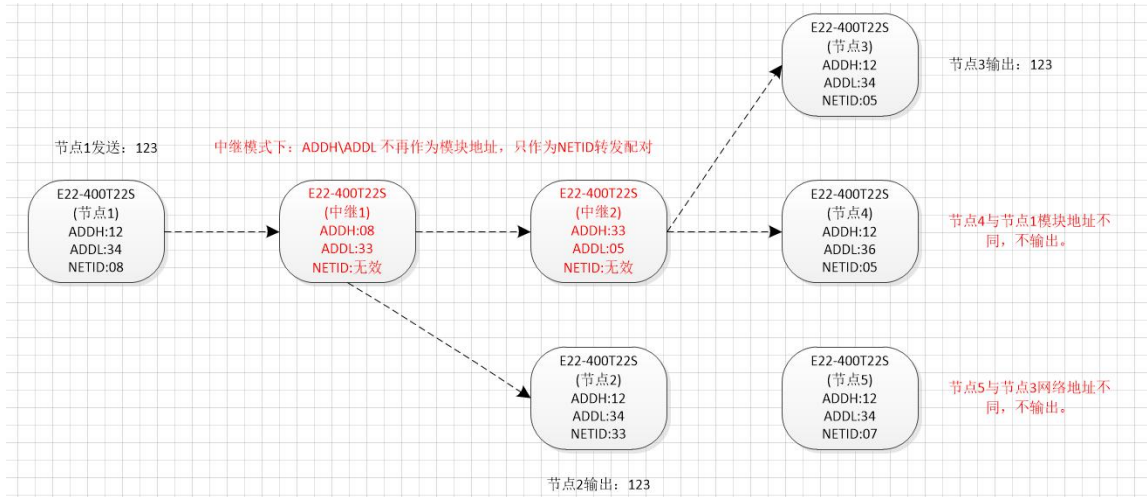 E22-400T22S
(节点3)
ADDH:12
ADDL:34
NETID:05
节点3输出：123
节点1发送：123
中继模式下：ADDH\ADDL 不再作为模块地址，只作为NETID转发配对
E22-400T22S
(节点1)
ADDH:12
ADDL:34
NETID:08
E22-400T22S
(中继1)
ADDH:08
ADDL:33
NETID:无效
E22-400T22S
(中继2)
ADDH:33
ADDL:05
NETID:无效
E22-400T22S
(节点4)
ADDH:12
ADDL:36
NETID:05
节点4与节点1模块地址不
同，不输出。
E22-400T22S
(节点2)
ADDH:12
ADDL:34
NETID:33
E22-400T22S
(节点5)
ADDH:12
ADDL:34
NETID:07
节点5与节点3网络地址不
同，不输出。
节点2输出：123